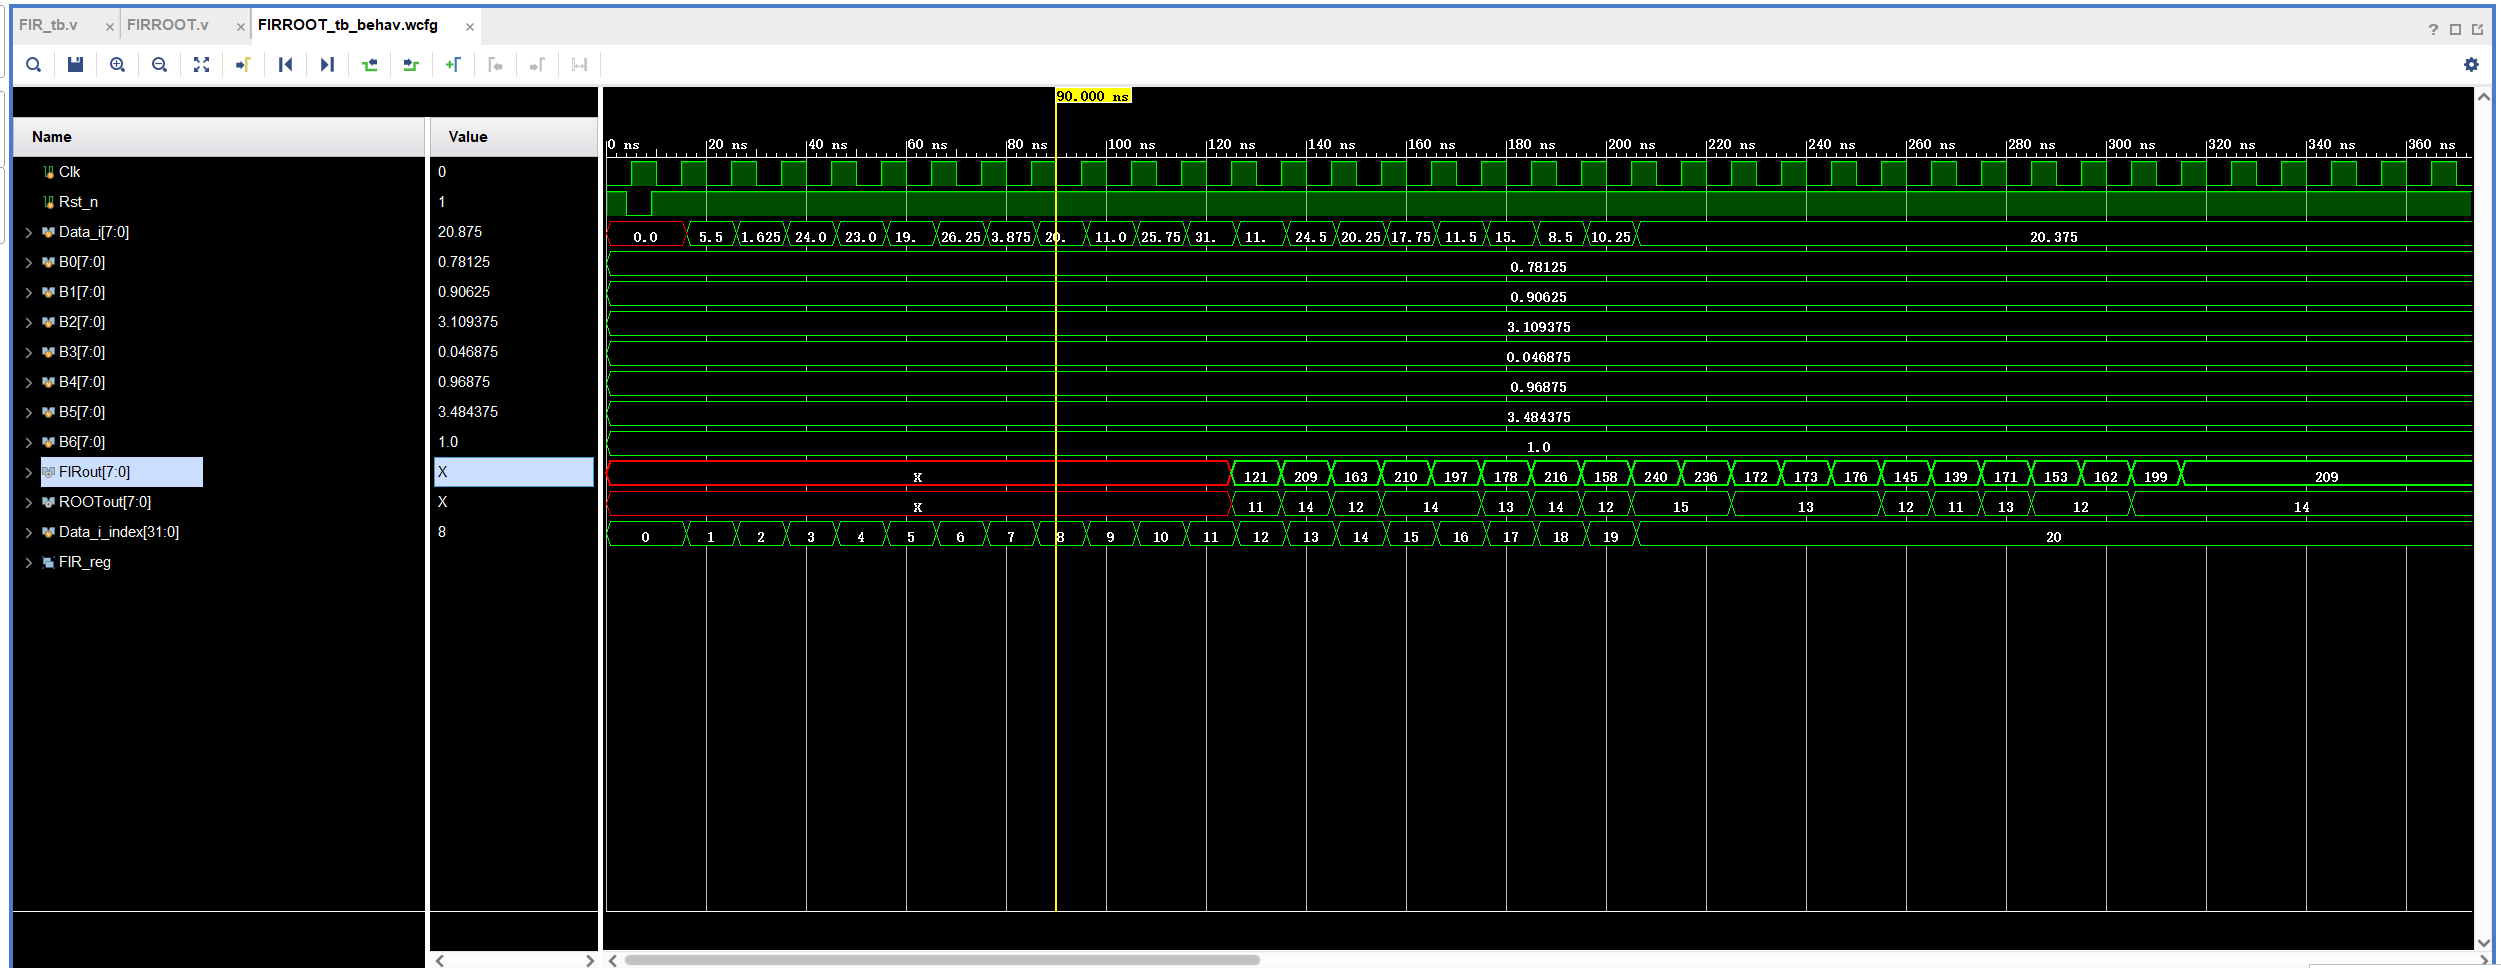 FIR_tb.v × FIRROOT.v × FIRROOT_tb_behav.wcfg ×
90.000 ns
Name Value
0 ns 20 ns 40 ns 60 ns 80 ns 100 ns 120 ns 140 ns 160 ns 180 ns 200 ns 220 ns 240 ns 260 ns 280 ns 300 ns 320 ns 340 ns 360 ns
Clk 0
Rst_n 1
Data_i[7:0] 20.875 0.0 5.5 1.625 24.0 23.0 19. 26.25 3.875 20. 11.0 25.75 31. 11. 24.5 20.25 17.75 11.5 15. 8.5 10.25 20.375
B0[7:0] 0.78125 0.78125
B1[7:0] 0.90625 0.90625
B2[7:0] 3.109375 3.109375
B3[7:0] 0.046875 0.046875
B4[7:0] 0.96875 0.96875
B5[7:0] 3.484375 3.484375
B6[7:0] 1.0 1.0
FIRout[7:0] X X 121 209 163 210 197 178 216 158 240 236 172 173 176 145 139 171 153 162 199 209
ROOTout[7:0] X X 11 14 12 14 13 14 12 15 13 12 11 13 12 14
Data_i_index[31:0] 8 0 1 2 3 4 5 6 7 8 9 10 11 12 13 14 15 16 17 18 19 20
FIR_reg